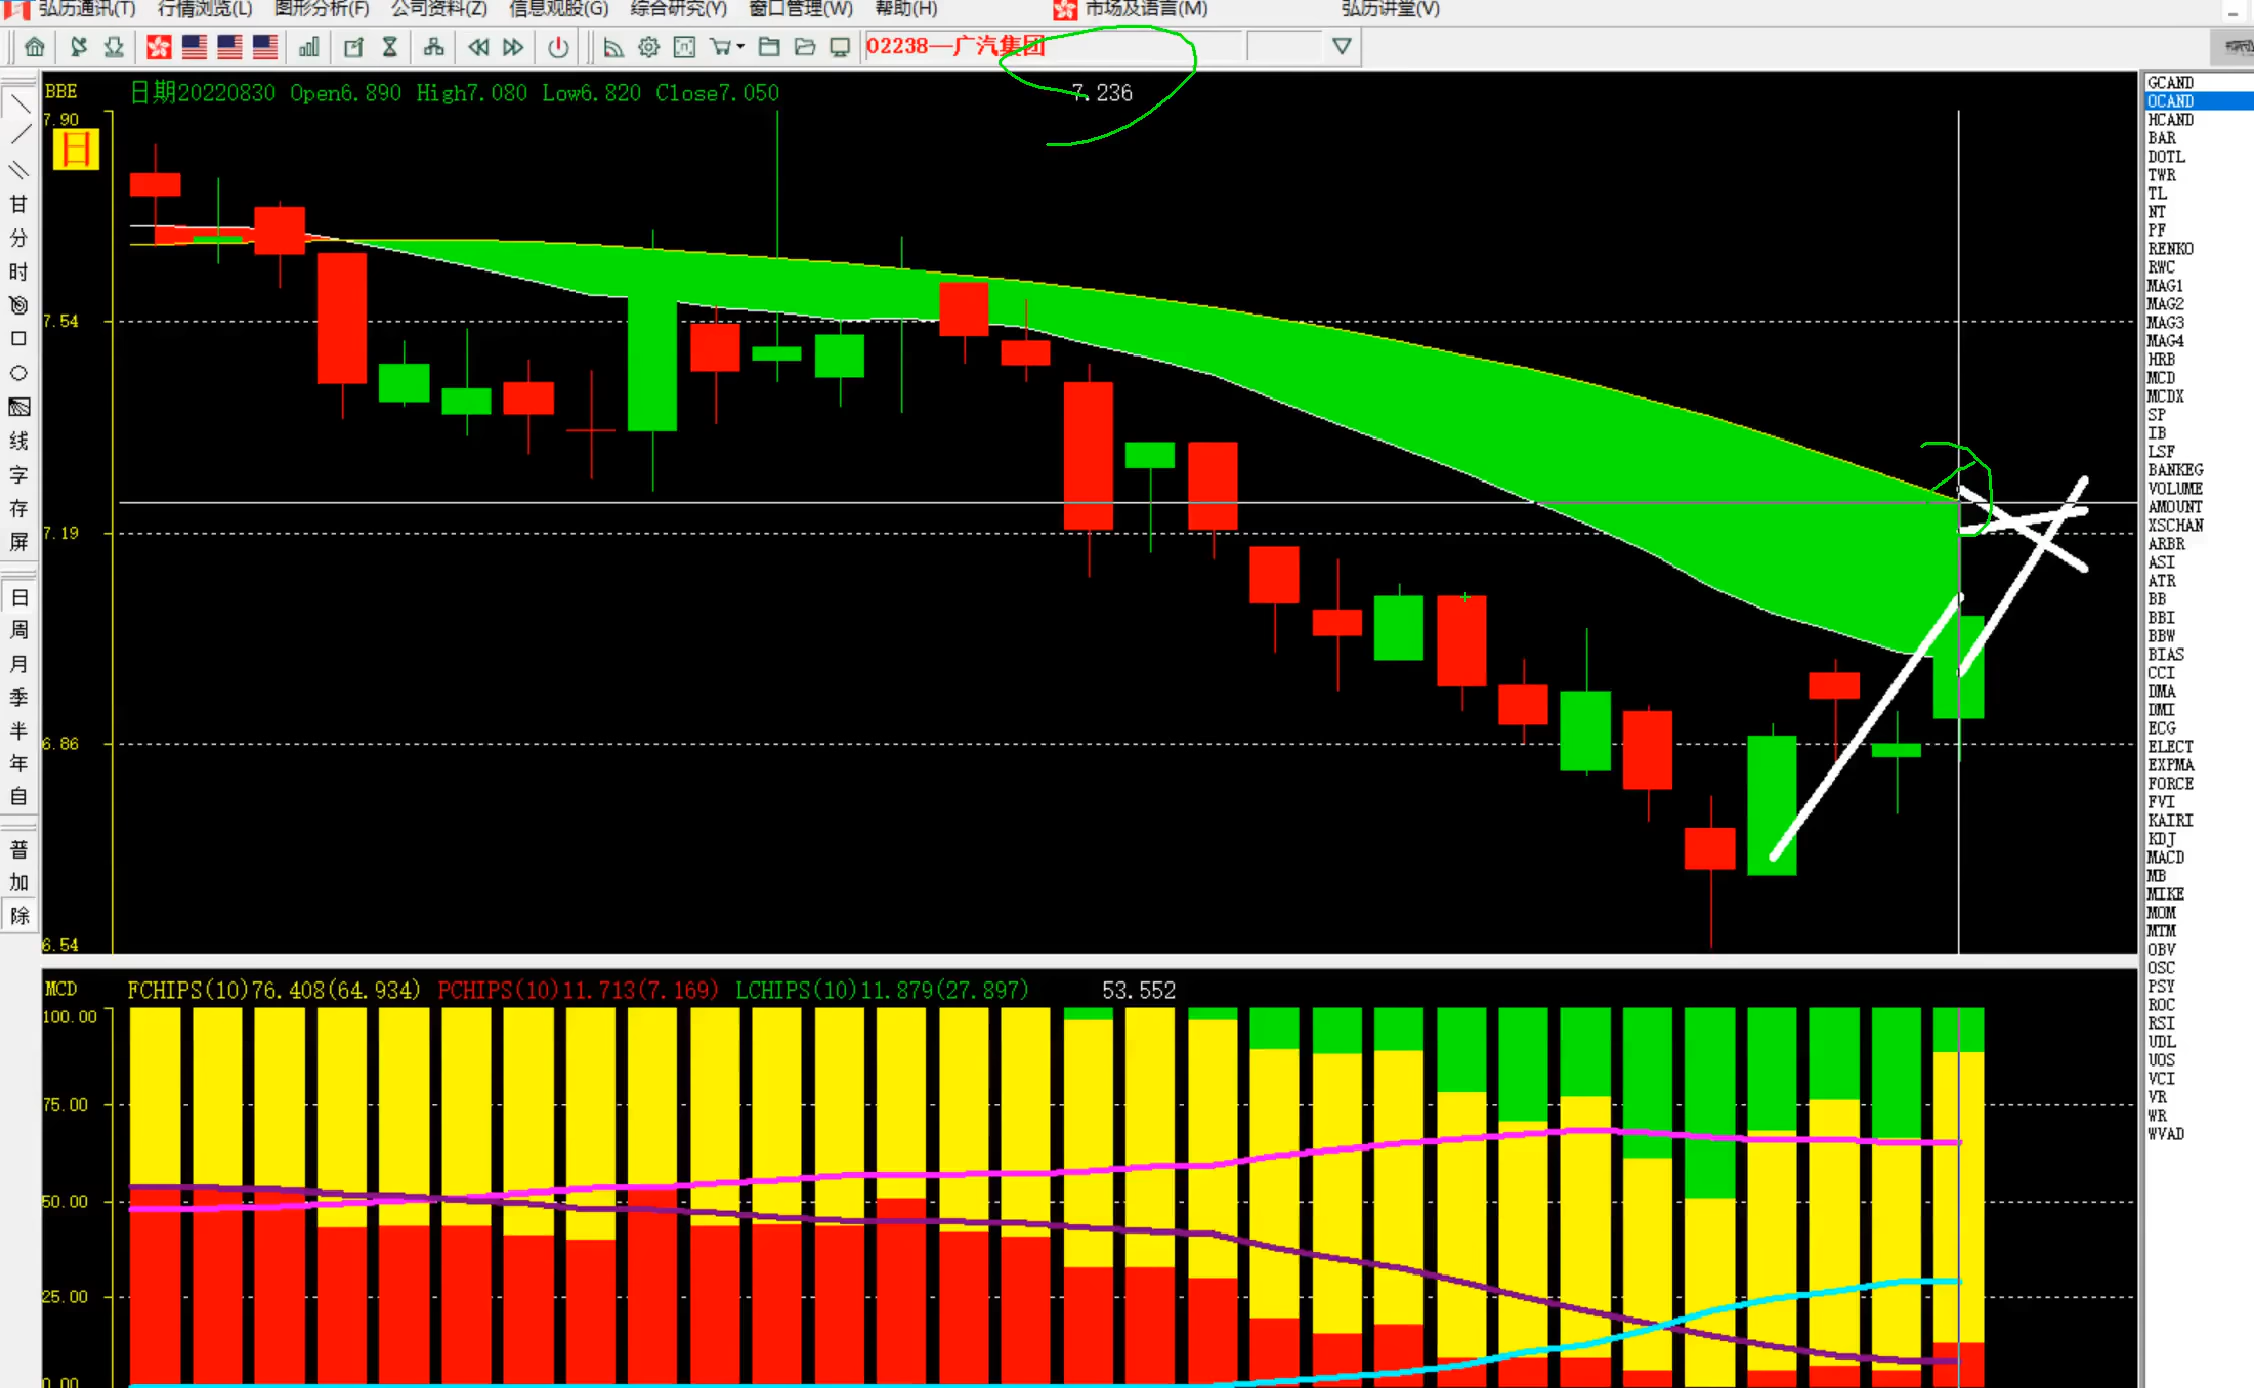 弘历通讯(T) 行情浏览(L) 图形分析(F) 公司资料(Z) 信息观股(G) 综合研究(Y) 窗口管理(W) 帮助(H) 市场及语言(M) 弘历讲堂(V)
02238—广汽集团
BBE 日期20220830 Open6.890 High7.080 Low6.820 Close7.050 7.236
7.90
日
7.54
7.19
6.86
6.54
甘
分
时
线
字
存
屏
日
周
月
季
半
年
自
普
加
除
MCD FCHIPS(10)76.408(64.934) PCHIPS(10)11.713(7.169) LCHIPS(10)11.879(27.897) 53.552
100.00
75.00
50.00
25.00
0.00
GCAND
OCAND
HCAND
BAR
DOTL
TWR
TL
NT
PF
RENKO
RWC
MAG1
MAG2
MAG3
MAG4
HRB
MCD
MCDX
SP
IB
LSF
BANKEG
VOLUME
AMOUNT
XSCHAN
ARBR
ASI
ATR
BB
BBI
BBW
BIAS
CCI
DMA
DMI
ECG
ELECT
EXPMA
FORCE
FVI
KAIRI
KDJ
MACD
MB
MIKE
MOM
MTM
OBV
OSC
PSY
ROC
RSI
UDL
UOS
VCI
VR
WR
WVAD